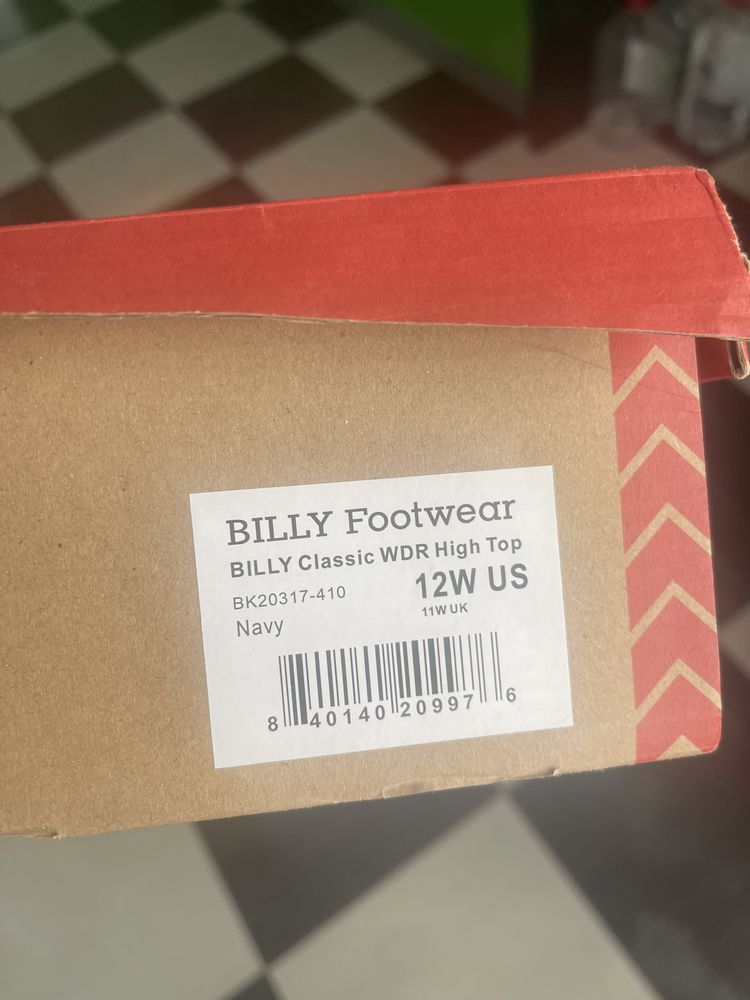 BILLY Footwear
BILLY Classic WDR High Top
BK20317-410 12W US
11W UK
Navy
8 40140 20997 6